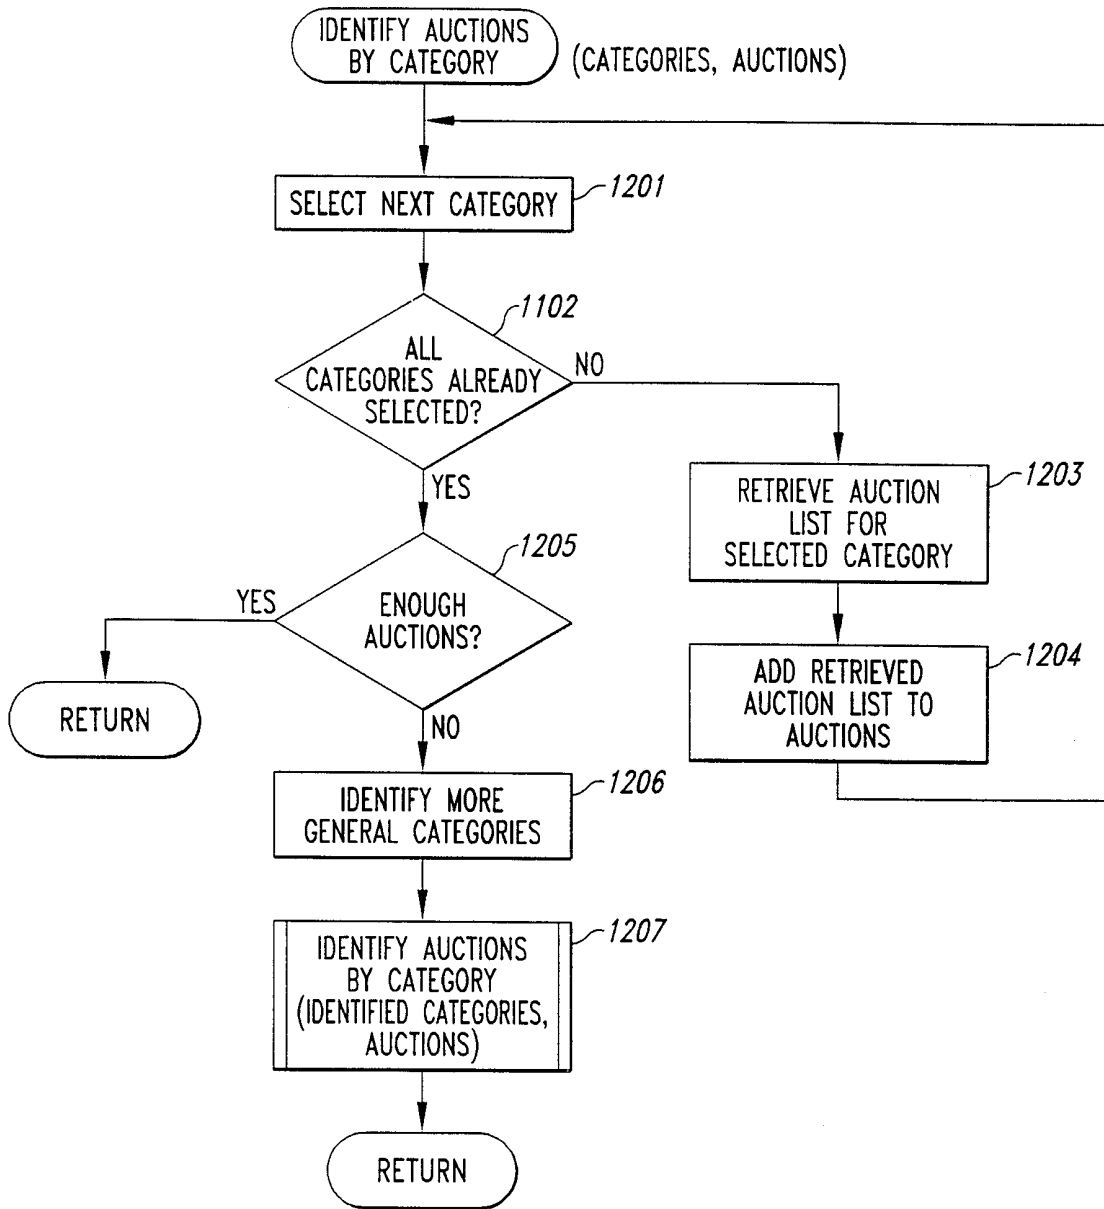 IDENTIFY AUCTIONS
BY CATEGORY
(CATEGORIES, AUCTIONS)
SELECT NEXT CATEGORY
1201
1102
ALL
CATEGORIES ALREADY
SELECTED?
NO
YES
1203
RETRIEVE AUCTION
LIST FOR
SELECTED CATEGORY
1205
ENOUGH
AUCTIONS?
YES
NO
RETURN
1204
ADD RETRIEVED
AUCTION LIST TO
AUCTIONS
1206
IDENTIFY MORE
GENERAL CATEGORIES
1207
IDENTIFY AUCTIONS
BY CATEGORY
(IDENTIFIED CATEGORIES,
AUCTIONS)
RETURN